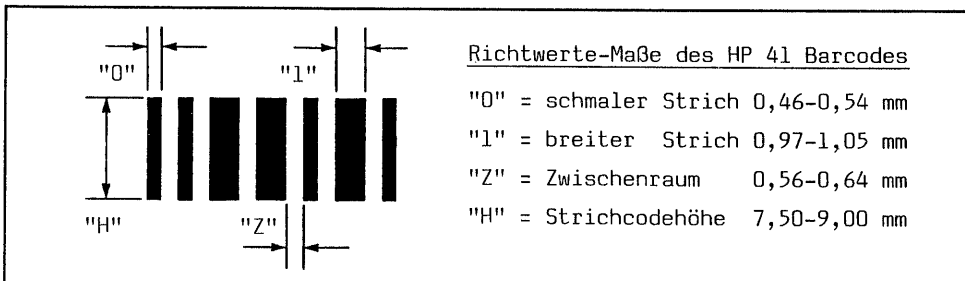 "0"
"1"
"H"
"Z"
Richtwerte-Maße des HP 41 Barcodes
"0" = schmaler Strich 0,46-0,54 mm
"1" = breiter Strich 0,97-1,05 mm
"Z" = Zwischenraum 0,56-0,64 mm
"H" = Strichcodehöhe 7,50-9,00 mm